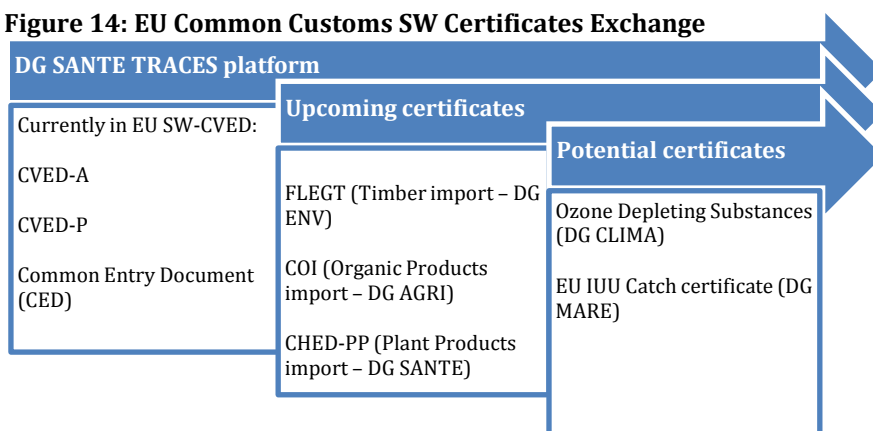 Figure 14: EU Common Customs SW Certificates Exchange
DG SANTE TRACES platform
Currently in EU SW-CVED:
CVED-A
CVED-P
Common Entry Document
(CED)
Upcoming certificates
FLEGT (Timber import – DG
ENV)
COI (Organic Products
import – DG AGRI)
CHED-PP (Plant Products
import – DG SANTE)
Potential certificates
Ozone Depleting Substances
(DG CLIMA)
EU IUU Catch certificate (DG
MARE)